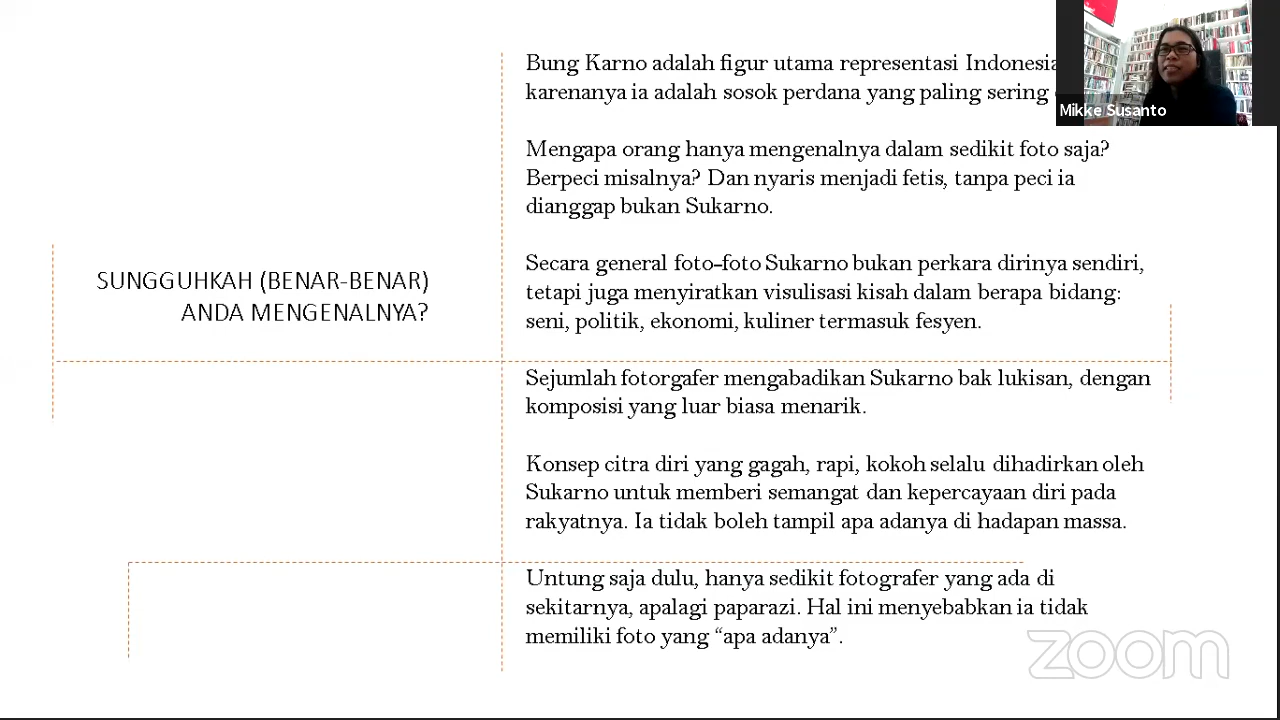 SUNGGUHKAH (BENAR-BENAR)
ANDA MENGENALNYA?
Bung Karno adalah figur utama representasi Indonesia
karenanya ia adalah sosok perdana yang paling sering
Mengapa orang hanya mengenalnya dalam sedikit foto saja?
Berpeci misalnya? Dan nyaris menjadi fetis, tanpa peci ia
dianggap bukan Sukarno.
Secara general foto-foto Sukarno bukan perkara dirinya sendiri,
tetapi juga menyiratkan visulisasi kisah dalam berapa bidang:
seni, politik, ekonomi, kuliner termasuk fesyen.
Sejumlah fotorgafer mengabadikan Sukarno bak lukisan, dengan
komposisi yang luar biasa menarik.
Konsep citra diri yang gagah, rapi, kokoh selalu dihadirkan oleh
Sukarno untuk memberi semangat dan kepercayaan diri pada
rakyatnya. Ia tidak boleh tampil apa adanya di hadapan massa.
Untung saja dulu, hanya sedikit fotografer yang ada di
sekitarnya, apalagi paparazi. Hal ini menyebabkan ia tidak
memiliki foto yang “apa adanya”.
Mikke Susanto
zoom